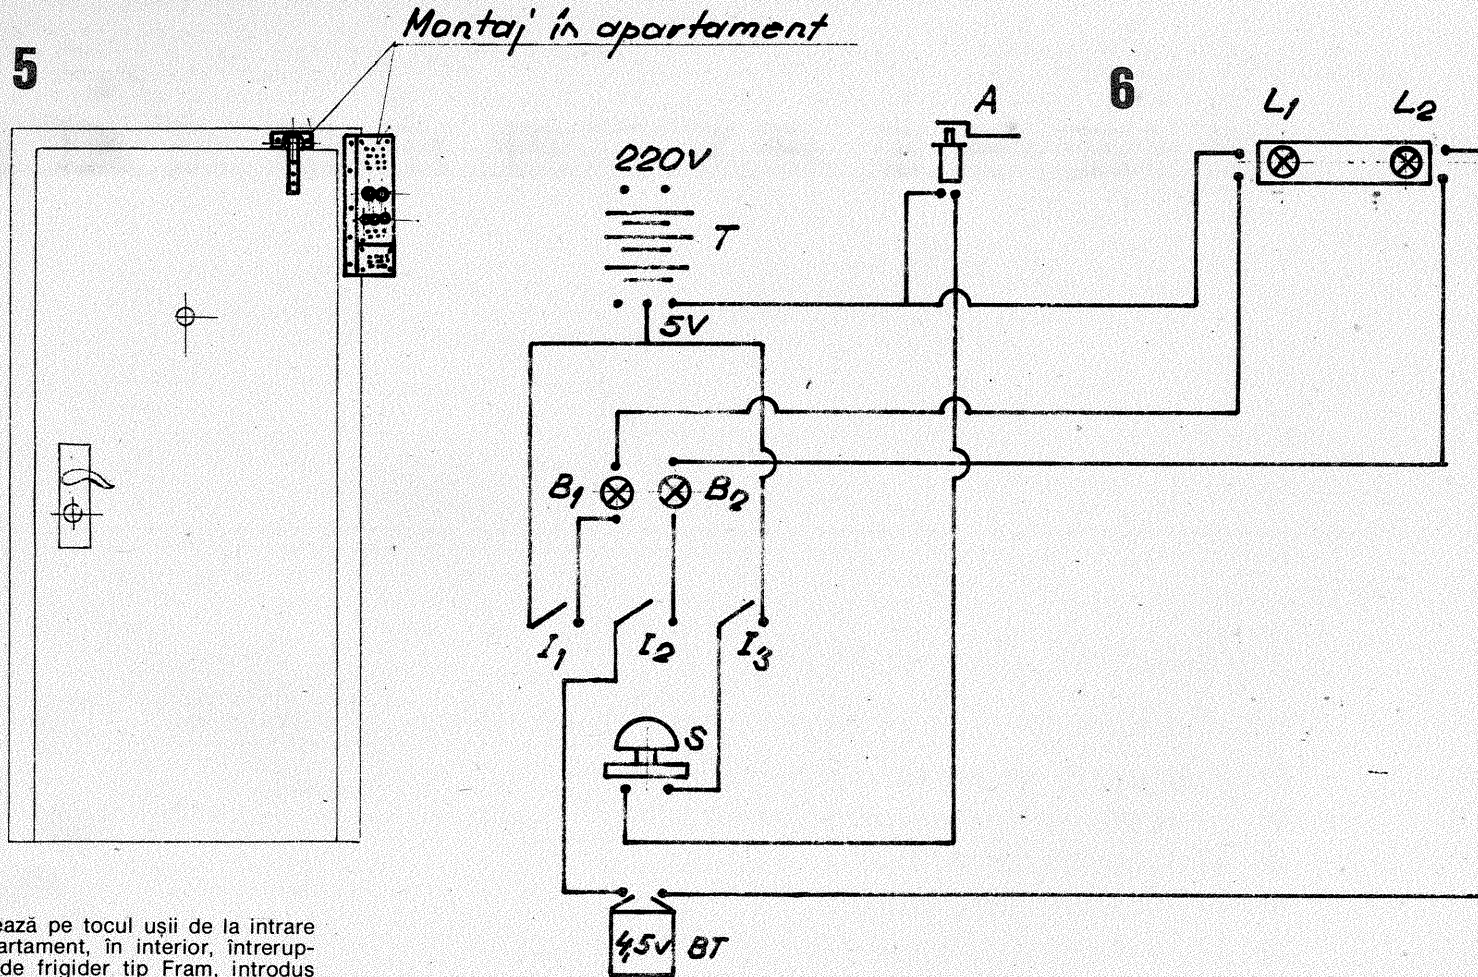 Montaj în apartament
5
6
A
L1
L2
220V
T
5V
B1
B2
I1
I2
I3
S
4,5V
BT
ează pe tocul ușii de la intrare
partament, în interior, întrerup-
de frigider tip Fram, introdus